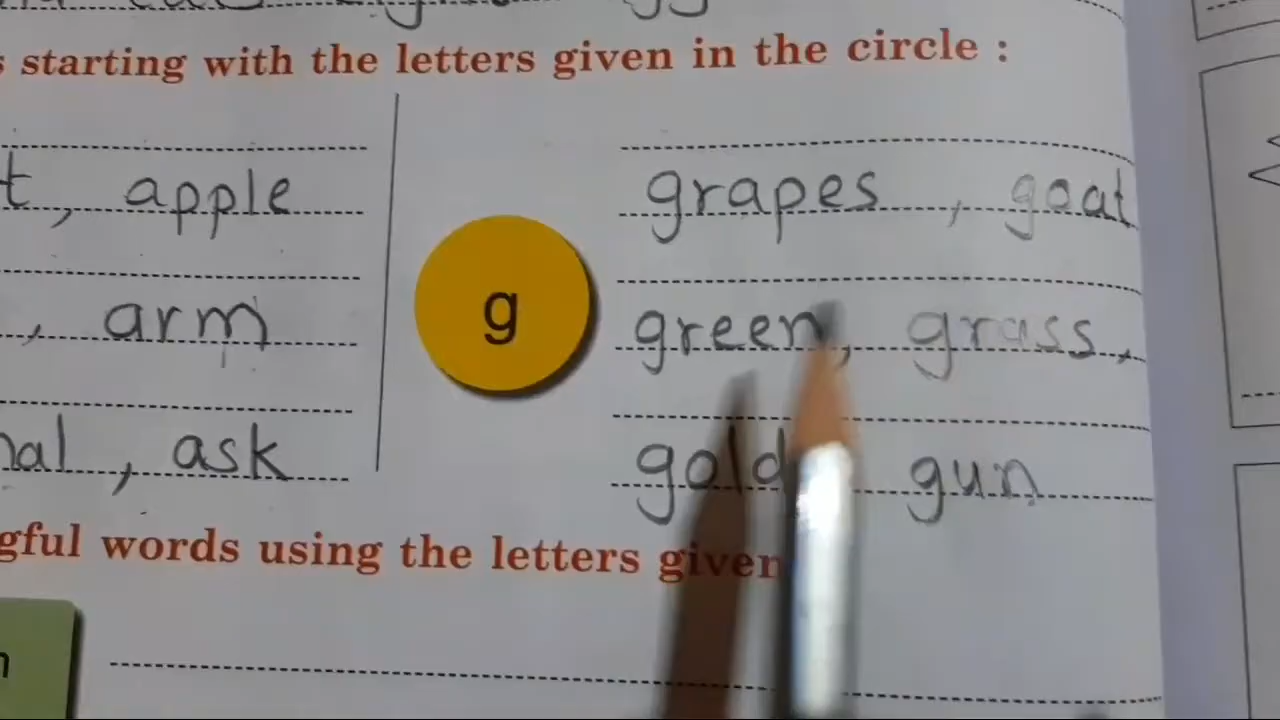 starting with the letters given in the circle :
t, apple
, arm
nal, ask
g
grapes, goat
green, grass,
gold gun
gful words using the letters given